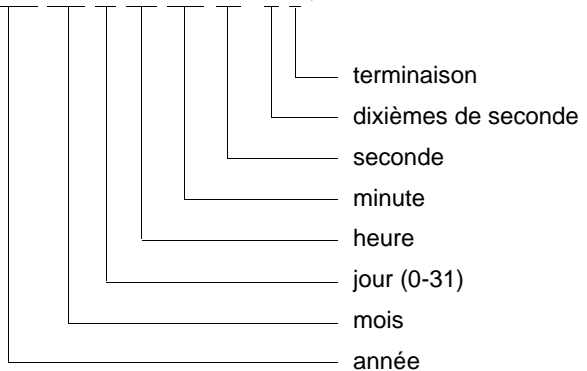 terminaison
dixièmes de seconde
seconde
minute
heure
jour (0-31)
mois
année